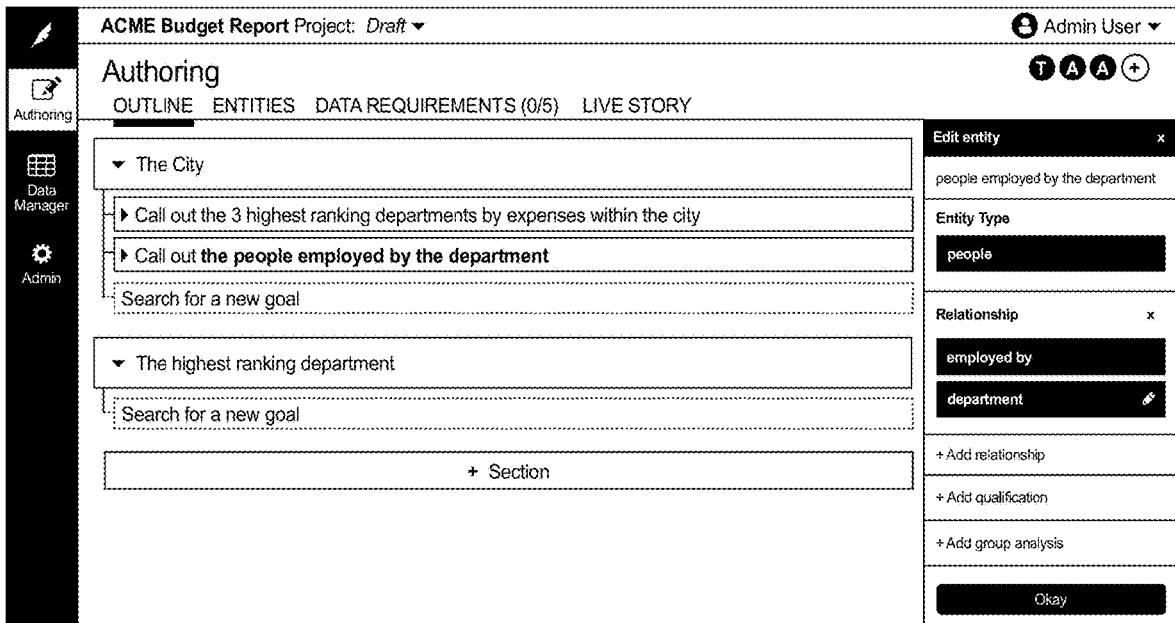 ACME Budget Report Project: Draft
Admin User
Authoring
Data Manager
Admin
Authoring
T A A +
OUTLINE ENTITIES DATA REQUIREMENTS (0/5) LIVE STORY
The City
Call out the 3 highest ranking departments by expenses within the city
Call out the people employed by the department
Search for a new goal
The highest ranking department
Search for a new goal
+ Section
Edit entity x
people employed by the department
Entity Type
people
Relationship x
employed by
department
+ Add relationship
+ Add qualification
+ Add group analysis
Okay